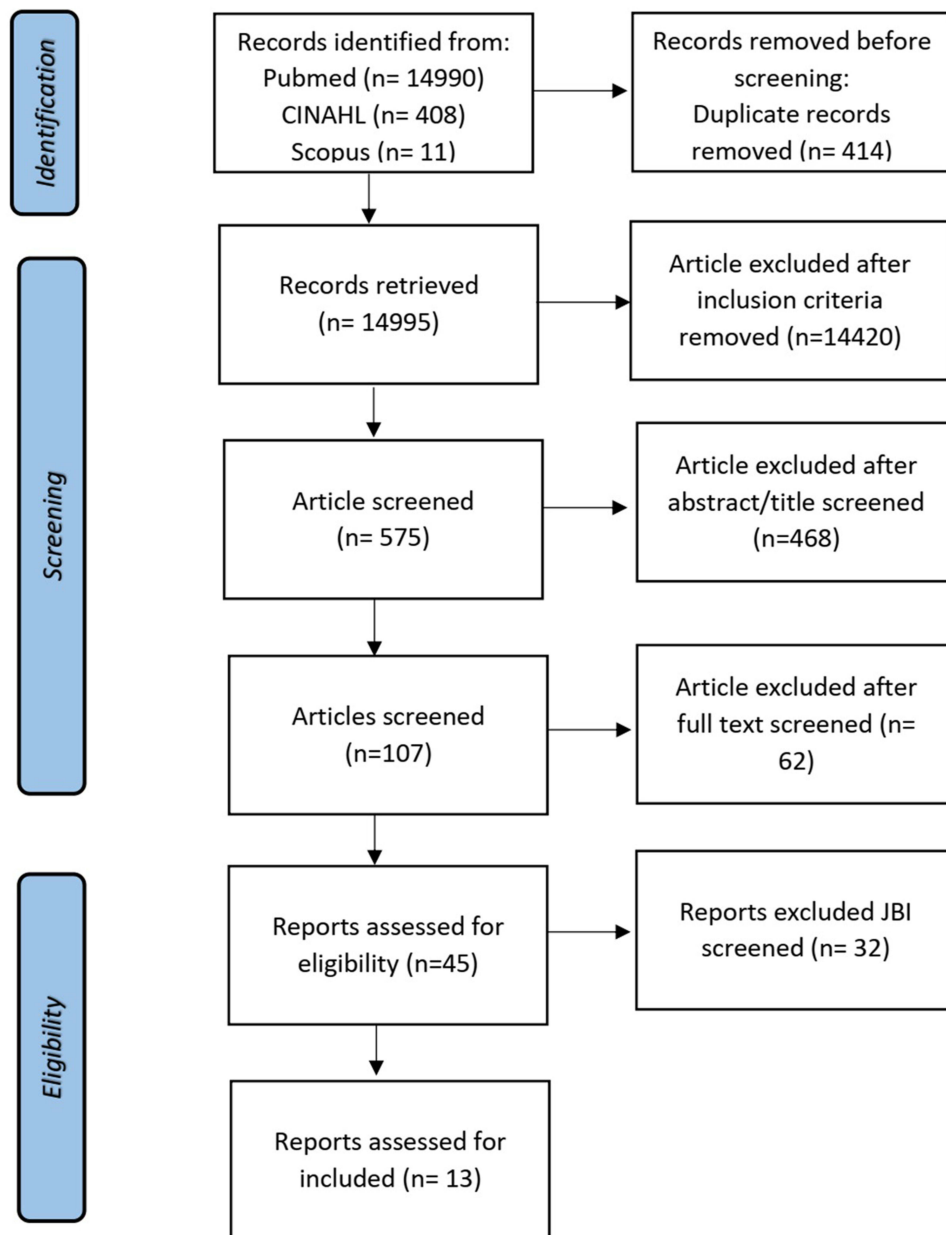 Identification
Records identified from:
Pubmed (n= 14990)
CINAHL (n= 408)
Scopus (n= 11)
Records removed before
screening:
Duplicate records
removed (n= 414)
Screening
Records retrieved
(n= 14995)
Article excluded after
inclusion criteria
removed (n=14420)
Article screened
(n= 575)
Article excluded after
abstract/title screened
(n=468)
Articles screened
(n=107)
Article excluded after
full text screened (n=
62)
Eligibility
Reports assessed for
eligibility (n=45)
Reports excluded JBI
screened (n= 32)
Reports assessed for
included (n= 13)